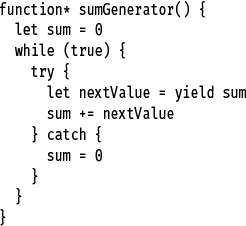 function* sumGenerator() {
  let sum = 0
  while (true) {
    try {
      let nextValue = yield sum
      sum += nextValue
    } catch {
      sum = 0
    }
  }
}